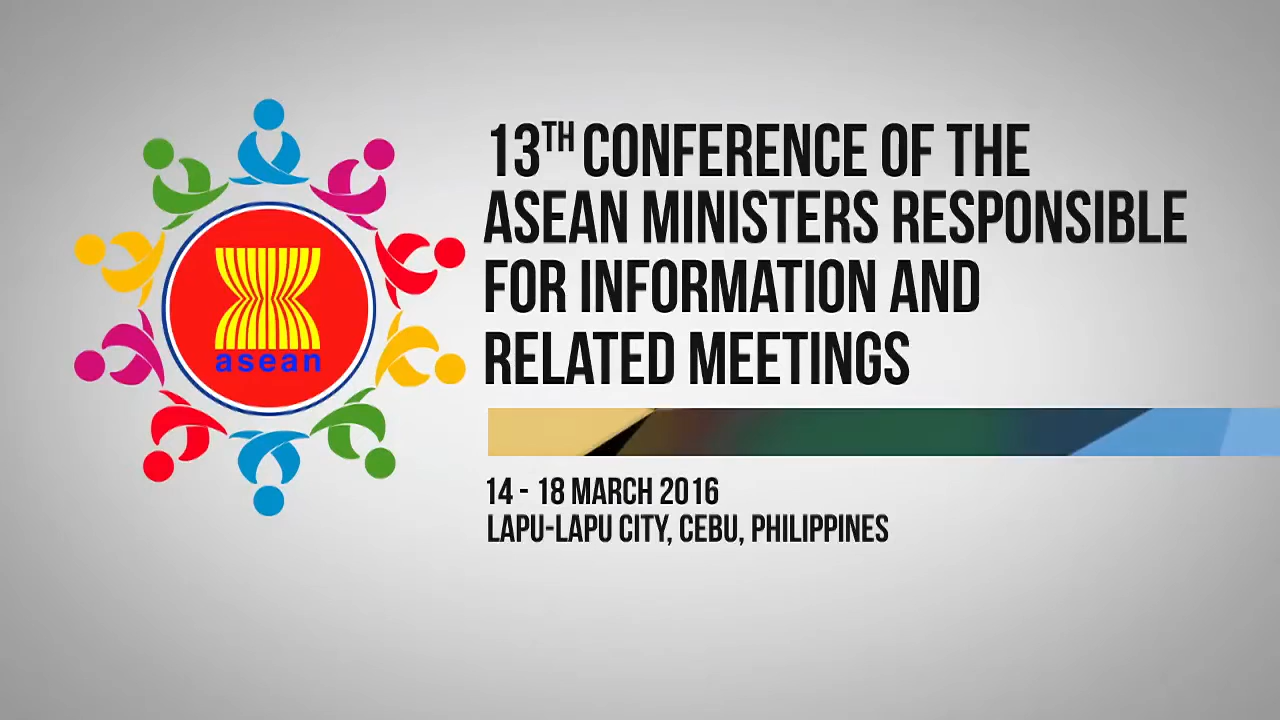 asean
13TH CONFERENCE OF THE
ASEAN MINISTERS RESPONSIBLE
FOR INFORMATION AND
RELATED MEETINGS
14 - 18 MARCH 2016
LAPU-LAPU CITY, CEBU, PHILIPPINES